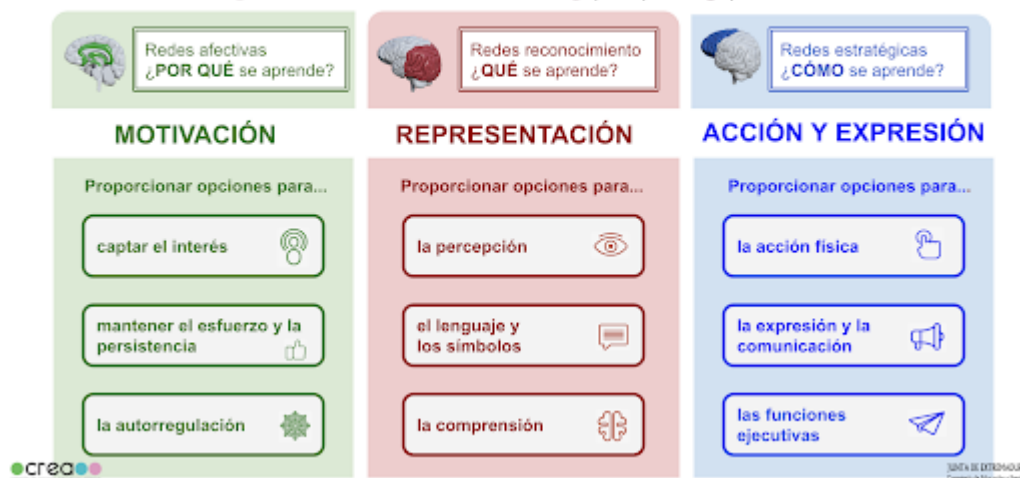 Redes afectivas
¿POR QUÉ se aprende?
Redes reconocimiento
¿QUÉ se aprende?
Redes estratégicas
¿CÓMO se aprende?
MOTIVACIÓN
REPRESENTACIÓN
ACCIÓN Y EXPRESIÓN
Proporcionar opciones para...
captar el interés
mantener el esfuerzo y la
persistencia
la autorregulación
Proporcionar opciones para...
la percepción
el lenguaje y
los símbolos
la comprensión
Proporcionar opciones para...
la acción física
la expresión y la
comunicación
las funciones
ejecutivas
crea
JUNTA DE EXTREMADURA